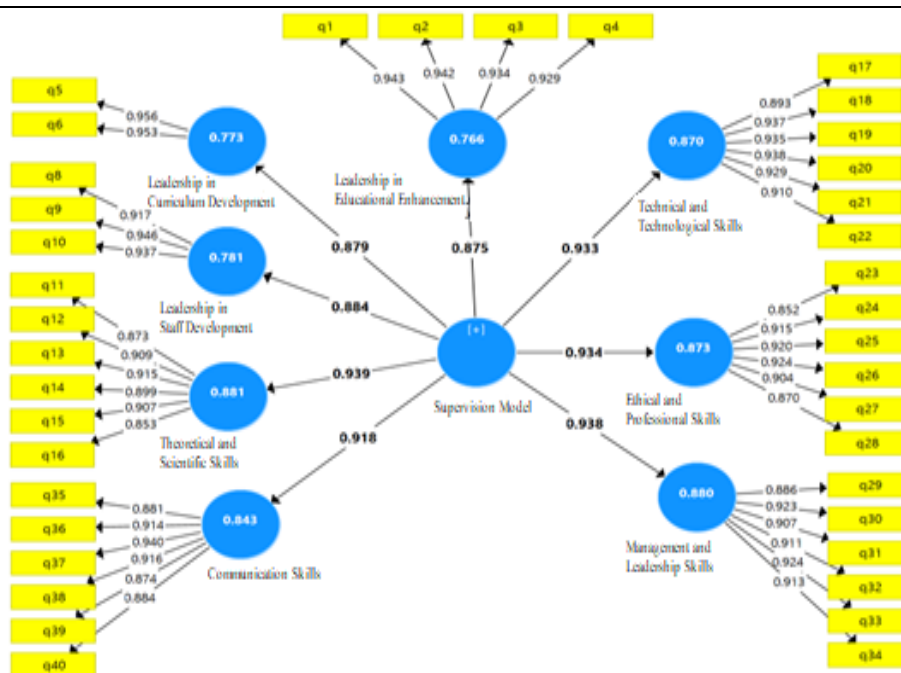 q1
q2
q3
q4
0.943
0.942
0.934
0.929
0.766
Leadership in
Educational Enhancement
0.875
q5
q6
0.956
0.953
0.773
Leadership in
Curriculum Development
0.879
q8
q9
q10
0.917
0.946
0.937
0.781
Leadership in
Staff Development
0.884
q11
q12
q13
q14
q15
q16
0.873
0.909
0.915
0.899
0.907
0.853
0.881
Theoretical and
Scientific Skills
0.939
q35
q36
q37
q38
q39
q40
0.881
0.914
0.940
0.916
0.874
0.884
0.843
Communication Skills
0.918
[+]
Supervision Model
q17
q18
q19
q20
q21
q22
0.893
0.937
0.935
0.938
0.929
0.910
0.870
Technical and
Technological Skills
0.933
q23
q24
q25
q26
q27
q28
0.852
0.915
0.920
0.924
0.904
0.870
0.873
Ethical and
Professional Skills
0.934
q29
q30
q31
q32
q33
q34
0.886
0.923
0.907
0.911
0.924
0.913
0.880
Management and
Leadership Skills
0.938